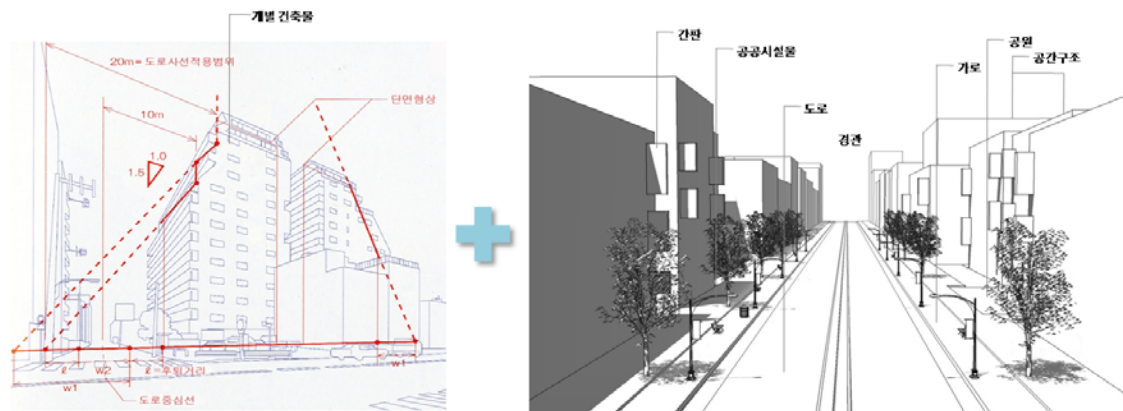 개별 건축물
20m=도로사선적용범위
단면형상
10m
1.0
1.5
ℓ
w2
ℓ=후퇴거리
w1
w1
도로중심선
간판
공공시설물
도로
경관
가로
공원
공간구조